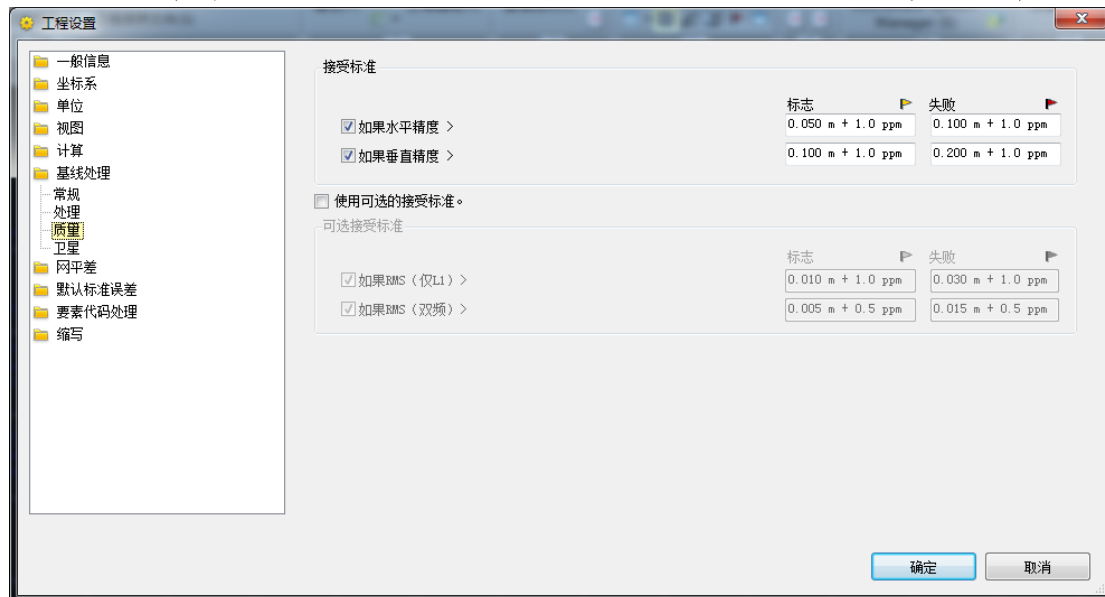 工程设置
一般信息
坐标系
单位
视图
计算
基线处理
常规
处理
质量
卫星
网平差
默认标准误差
要素代码处理
缩写
接受标准
标志 失败
如果水平精度 > 0.050 m + 1.0 ppm 0.100 m + 1.0 ppm
如果垂直精度 > 0.100 m + 1.0 ppm 0.200 m + 1.0 ppm
使用可选的接受标准。
可选接受标准
标志 失败
如果RMS（仅L1）> 0.010 m + 1.0 ppm 0.030 m + 1.0 ppm
如果RMS（双频）> 0.005 m + 0.5 ppm 0.015 m + 0.5 ppm
确定 取消